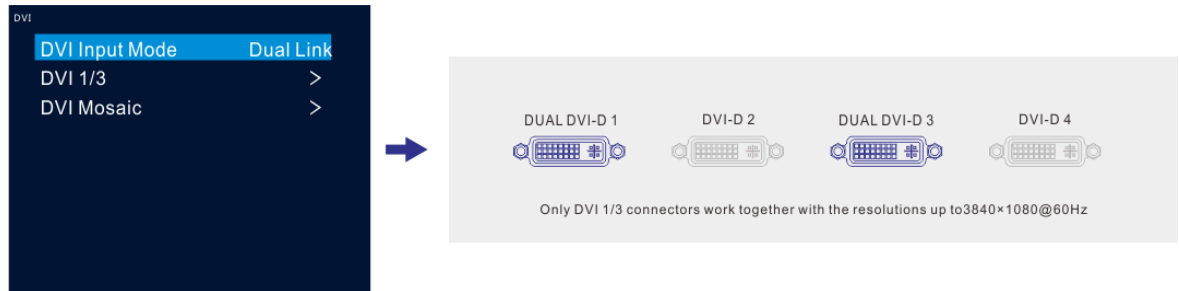 DVI
DVI Input Mode Dual Link
DVI 1/3 >
DVI Mosaic >
DUAL DVI-D 1 DVI-D 2 DUAL DVI-D 3 DVI-D 4
Only DVI 1/3 connectors work together with the resolutions up to3840×1080@60Hz